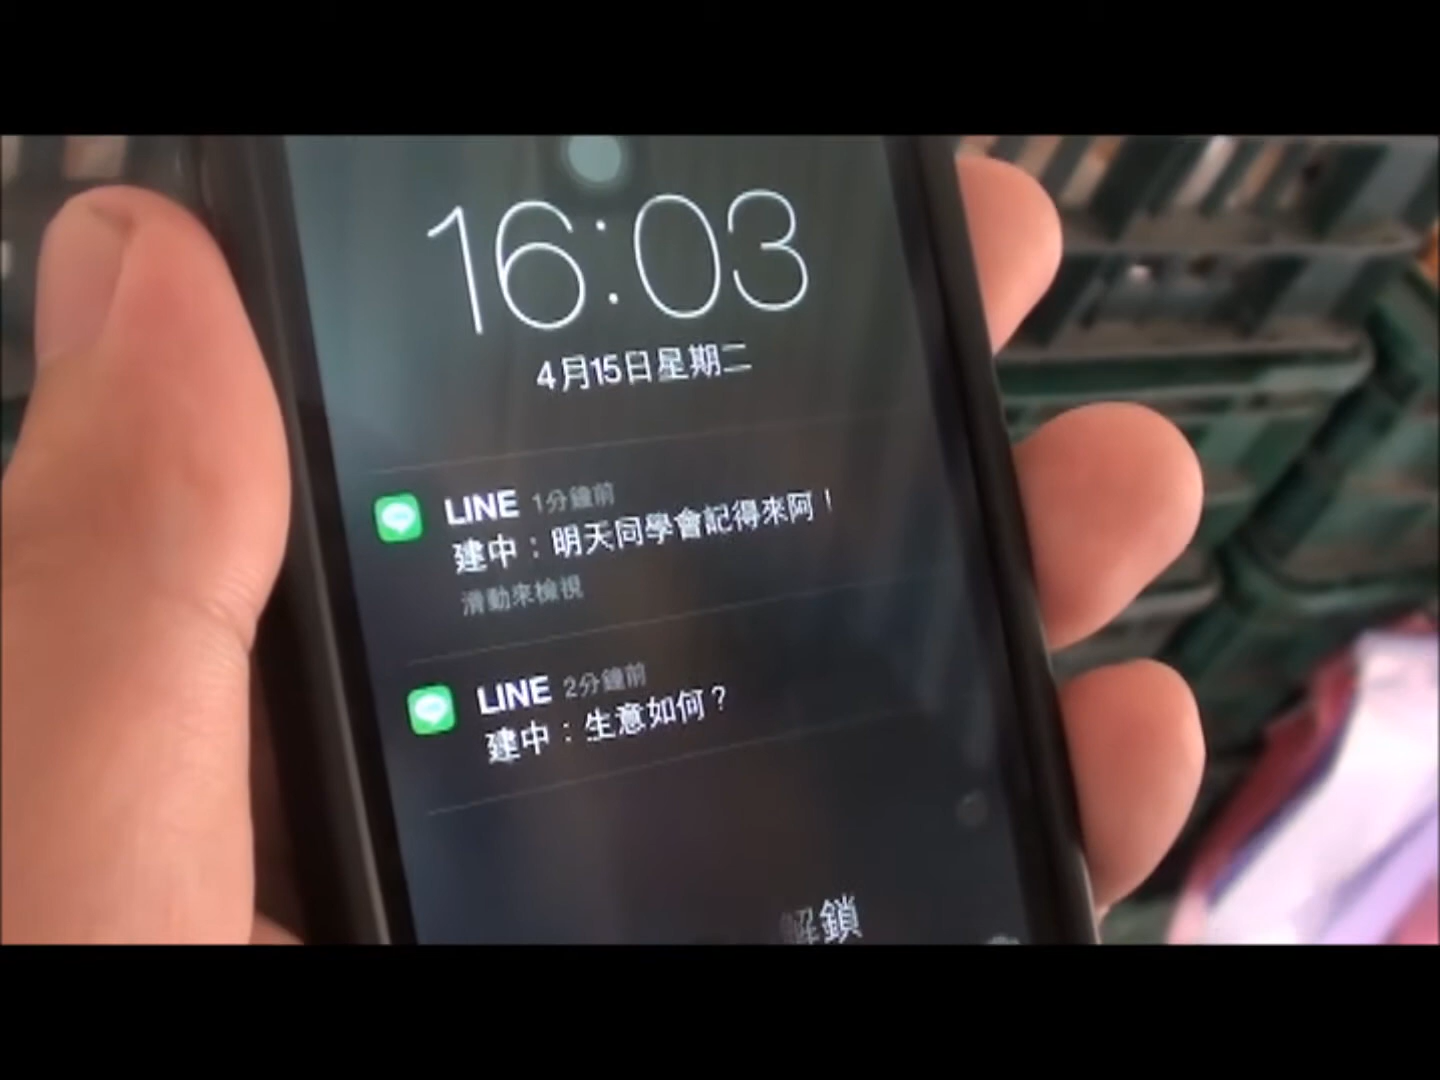 16:03
4月15日星期二
LINE 1分鐘前
建中：明天同學會記得來阿！
滑動來檢視
LINE 2分鐘前
建中：生意如何？
解鎖